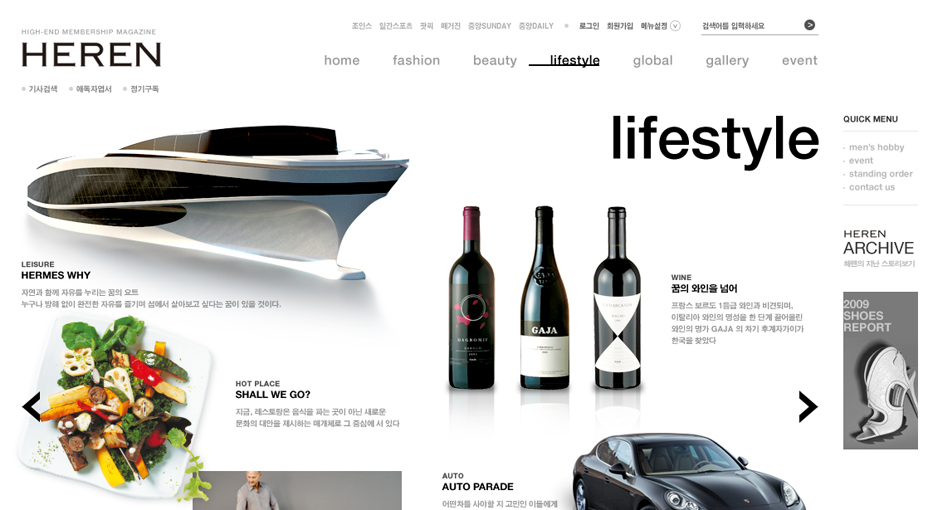 조인스 일간스포츠 팟찌 매거진 중앙SUNDAY 중앙DAILY 로그인 회원가입 메뉴설정 검색어를 입력하세요
HIGH-END MEMBERSHIP MAGAZINE
HEREN
home fashion beauty lifestyle global gallery event
기사검색 애독자엽서 정기구독
lifestyle
QUICK MENU
men's hobby
event
standing order
contact us
HEREN
ARCHIVE
헤렌의 지난 스토리보기
2009
SHOES
REPORT
LEISURE
HERMES WHY
자연과 함께 자유를 누리는 꿈의 요트
누구나 방해 없이 완전한 자유를 즐기며 섬에서 살아보고 싶다는 꿈이 있을 것이다.
WINE
꿈의 와인을 넘어
프랑스 보르도 1등급 와인과 비견되며,
이탈리아 와인의 명성을 한 단계 끌어올린
와인의 명가 GAJA 의 차기 후계자가이가
한국을 찾았다
GAJA
HOT PLACE
SHALL WE GO?
지금, 레스토랑은 음식을 파는 곳이 아닌 새로운
문화의 대안을 제시하는 매개체로 그 중심에 서 있다
AUTO
AUTO PARADE
어떤차를 사야할 지 고민인 이들에게